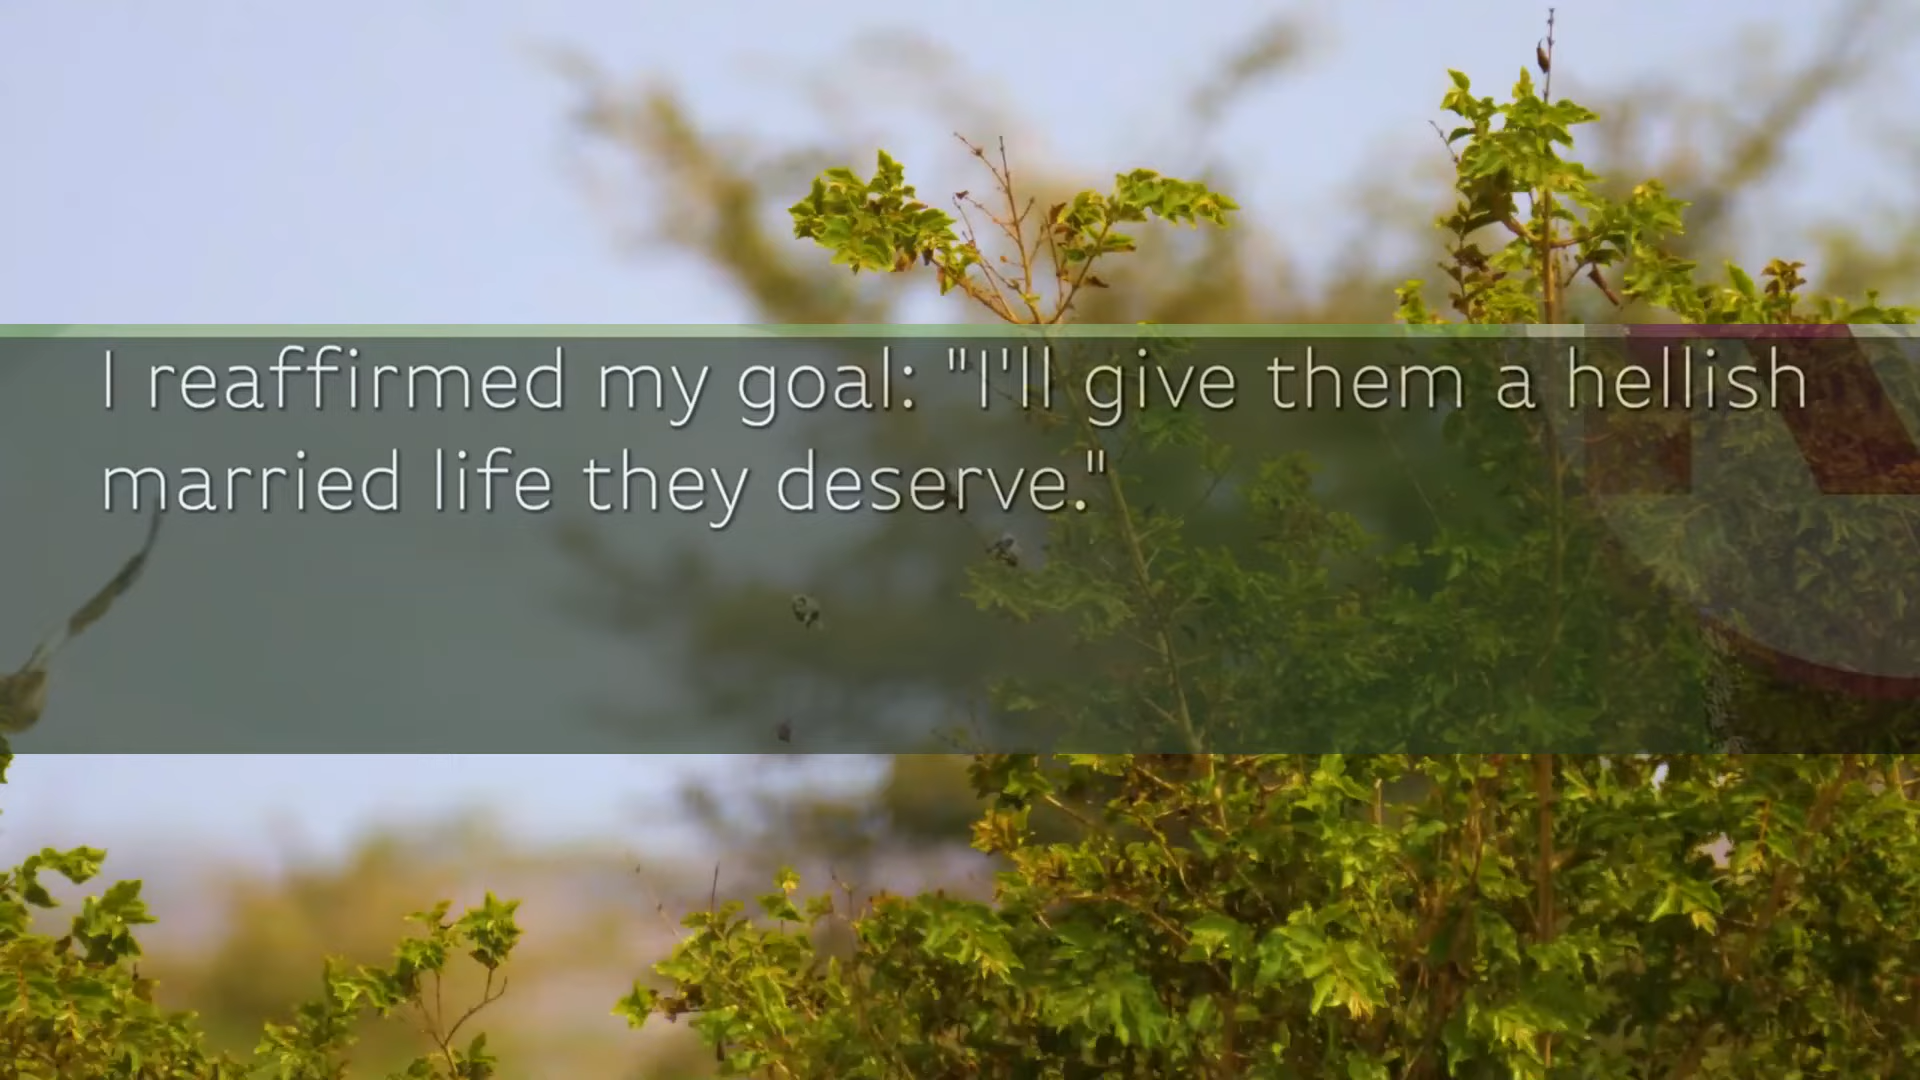 I reaffirmed my goal: "I'll give them a hellish
married life they deserve."